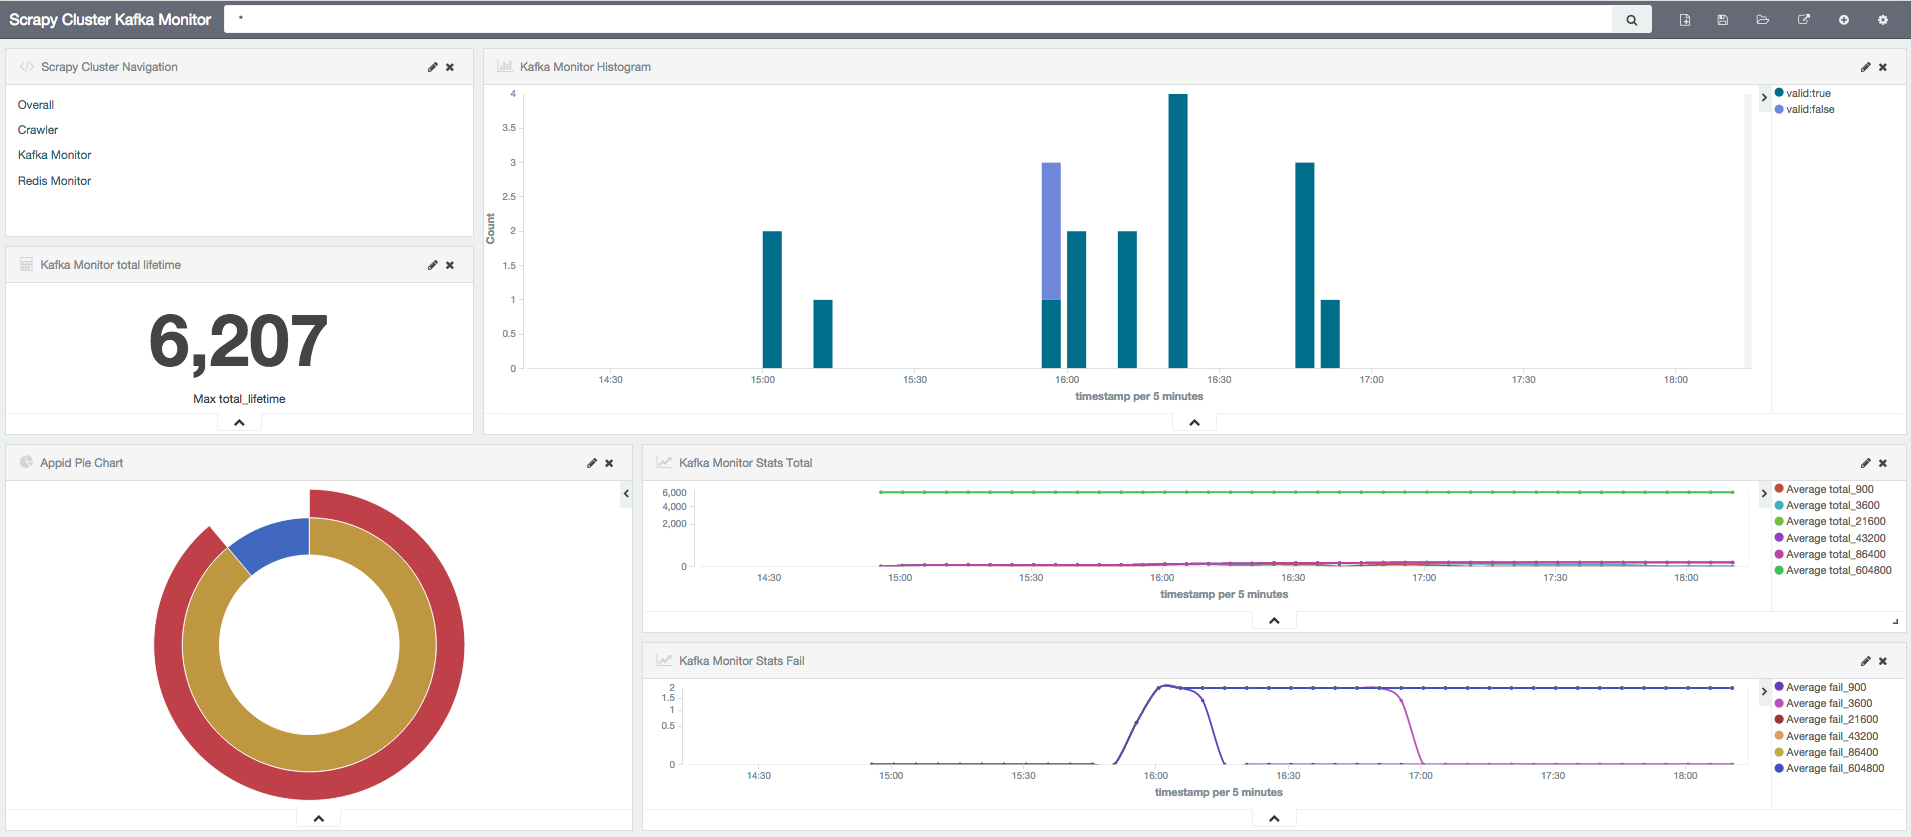 Scrapy Cluster Kafka Monitor
*
Scrapy Cluster Navigation
Overall
Crawler
Kafka Monitor
Redis Monitor
Kafka Monitor total lifetime
6,207
Max total_lifetime
Kafka Monitor Histogram
4
3.5
3
2.5
2
1.5
1
0.5
0
Count
14:30 15:00 15:30 16:00 16:30 17:00 17:30 18:00
timestamp per 5 minutes
valid:true
valid:false
Appid Pie Chart
Kafka Monitor Stats Total
6,000
4,000
2,000
0
14:30 15:00 15:30 16:00 16:30 17:00 17:30 18:00
timestamp per 5 minutes
Average total_900
Average total_3600
Average total_21600
Average total_43200
Average total_86400
Average total_604800
Kafka Monitor Stats Fail
2
1.5
1
0.5
0
14:30 15:00 15:30 16:00 16:30 17:00 17:30 18:00
timestamp per 5 minutes
Average fail_900
Average fail_3600
Average fail_21600
Average fail_43200
Average fail_86400
Average fail_604800